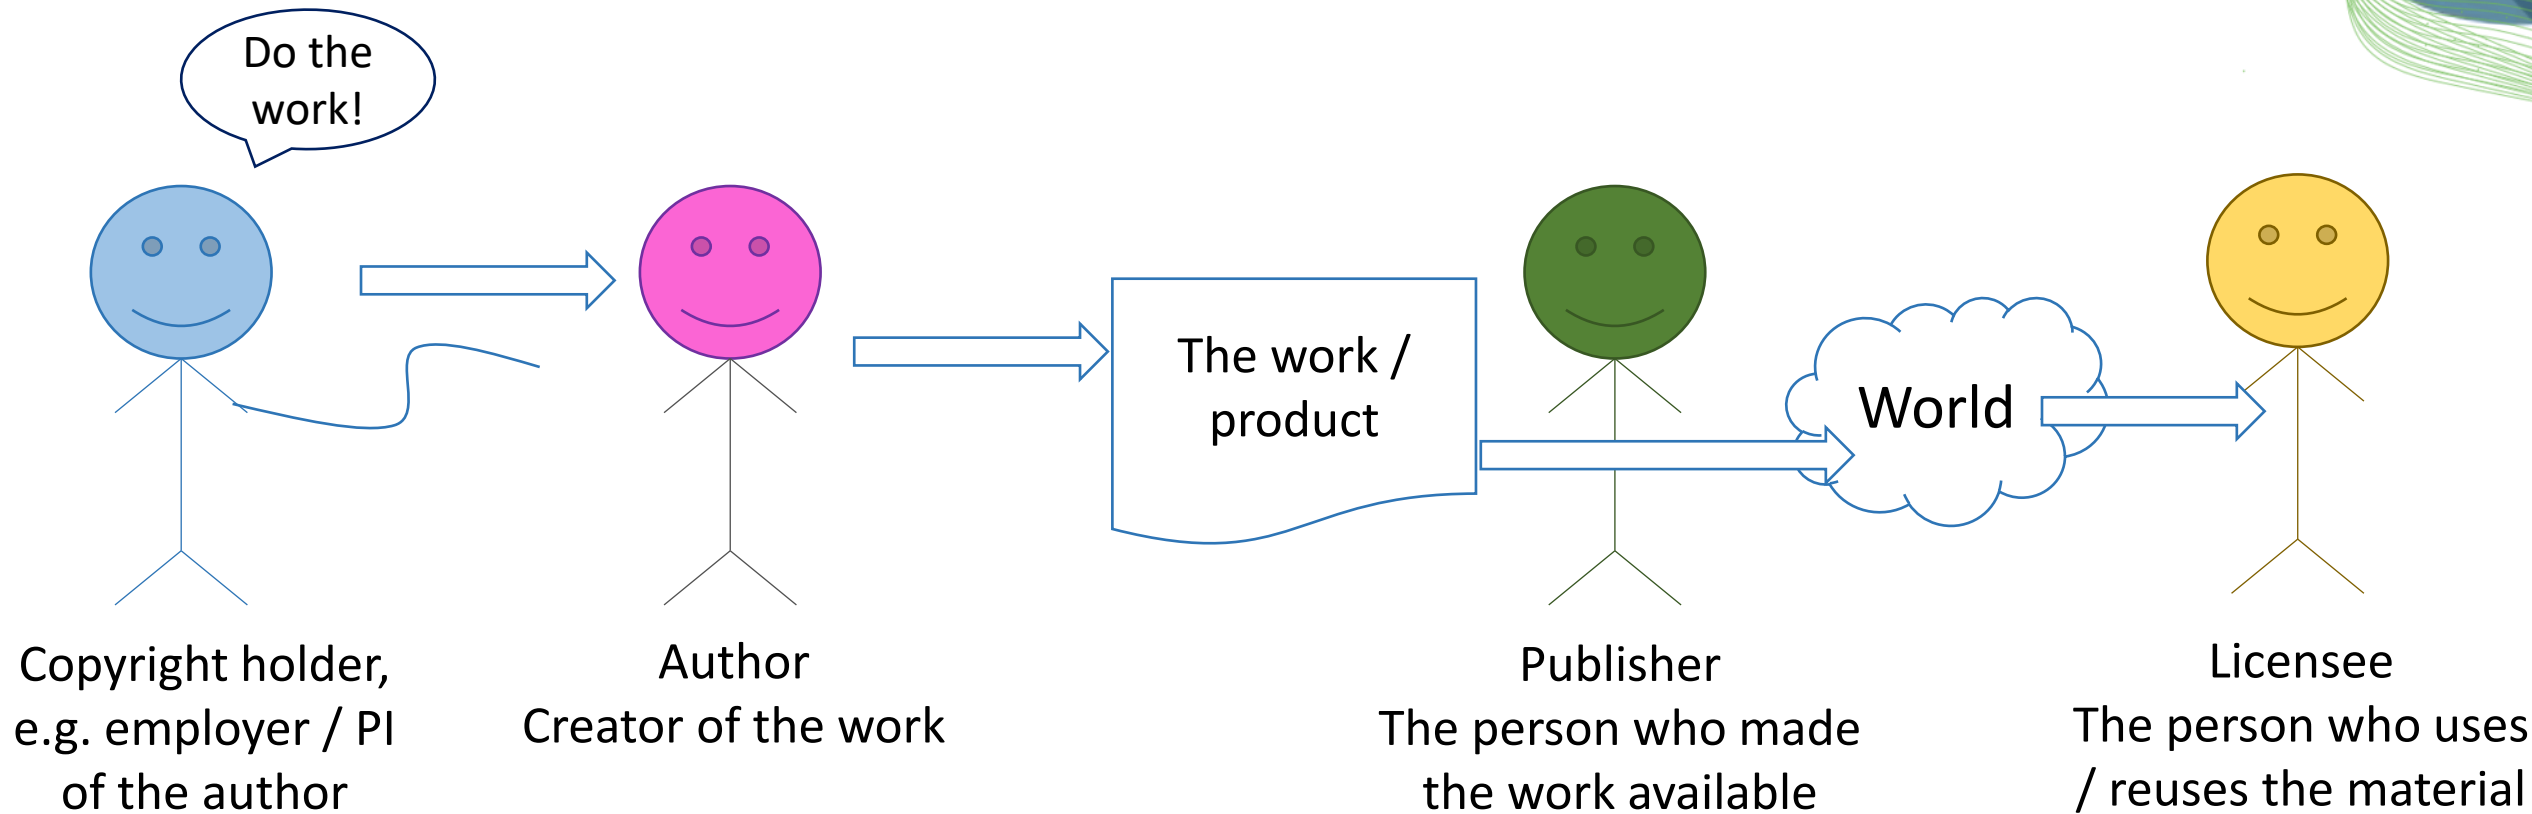 Do the
work!
The work /
product
World
Copyright holder,
e.g. employer / PI
of the author
Author
Creator of the work
Publisher
The person who made
the work available
Licensee
The person who uses
/ reuses the material